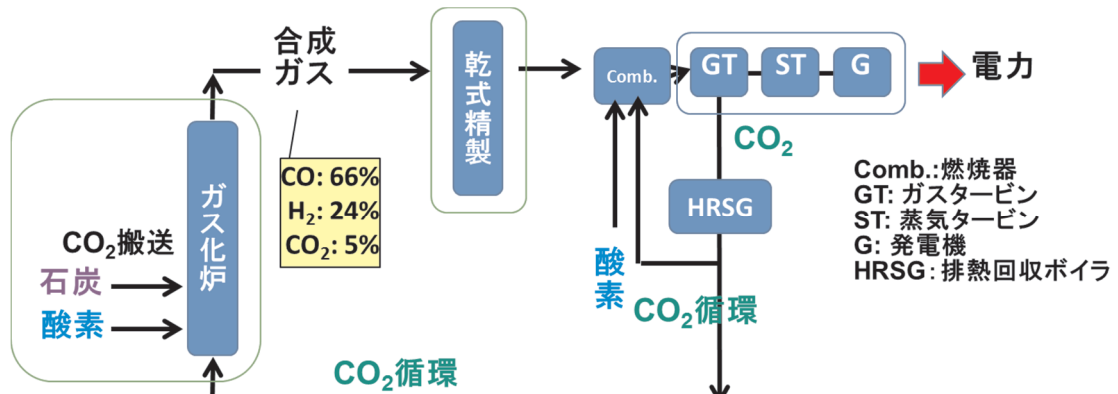 合成
ガス
乾式精製
Comb.
GT
ST
G
電力
CO₂
CO: 66%
H₂: 24%
CO₂: 5%
ガス化炉
CO₂搬送
石炭
酸素
HRSG
酸素
CO₂循環
CO₂循環
Comb.:燃焼器
GT: ガスタービン
ST: 蒸気タービン
G: 発電機
HRSG：排熱回収ボイラ